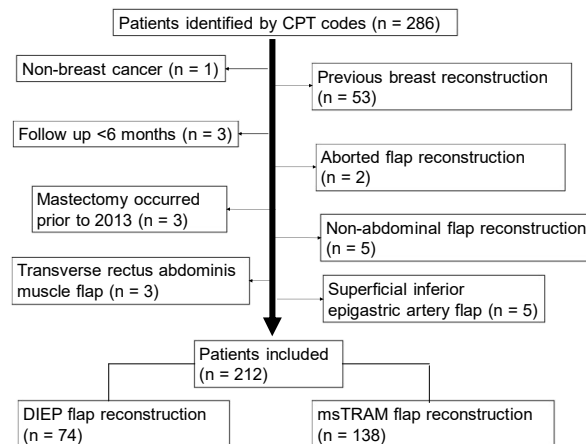 Patients identified by CPT codes (n = 286)
Non-breast cancer (n = 1)
Previous breast reconstruction
(n = 53)
Follow up <6 months (n = 3)
Aborted flap reconstruction
(n = 2)
Mastectomy occurred
prior to 2013 (n = 3)
Non-abdominal flap reconstruction
(n = 5)
Transverse rectus abdominis
muscle flap (n = 3)
Superficial inferior
epigastric artery flap (n = 5)
Patients included
(n = 212)
DIEP flap reconstruction
(n = 74)
msTRAM flap reconstruction
(n = 138)